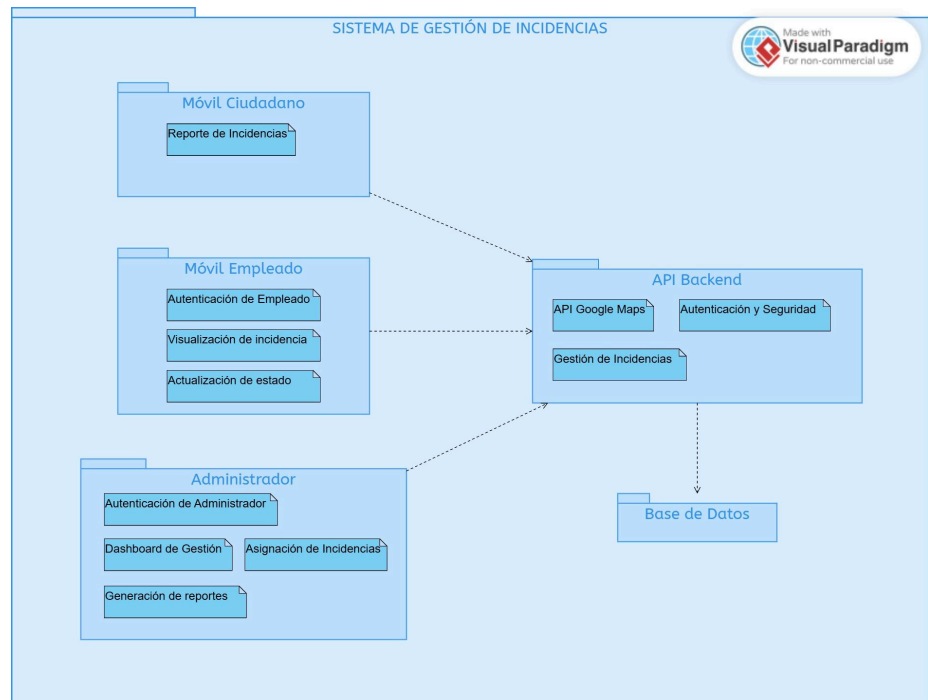 SISTEMA DE GESTIÓN DE INCIDENCIAS
Made with
Visual Paradigm
For non-commercial use
Móvil Ciudadano
Reporte de Incidencias
Móvil Empleado
Autenticación de Empleado
Visualización de incidencia
Actualización de estado
API Backend
API Google Maps
Autenticación y Seguridad
Gestión de Incidencias
Administrador
Autenticación de Administrador
Dashboard de Gestión
Asignación de Incidencias
Generación de reportes
Base de Datos